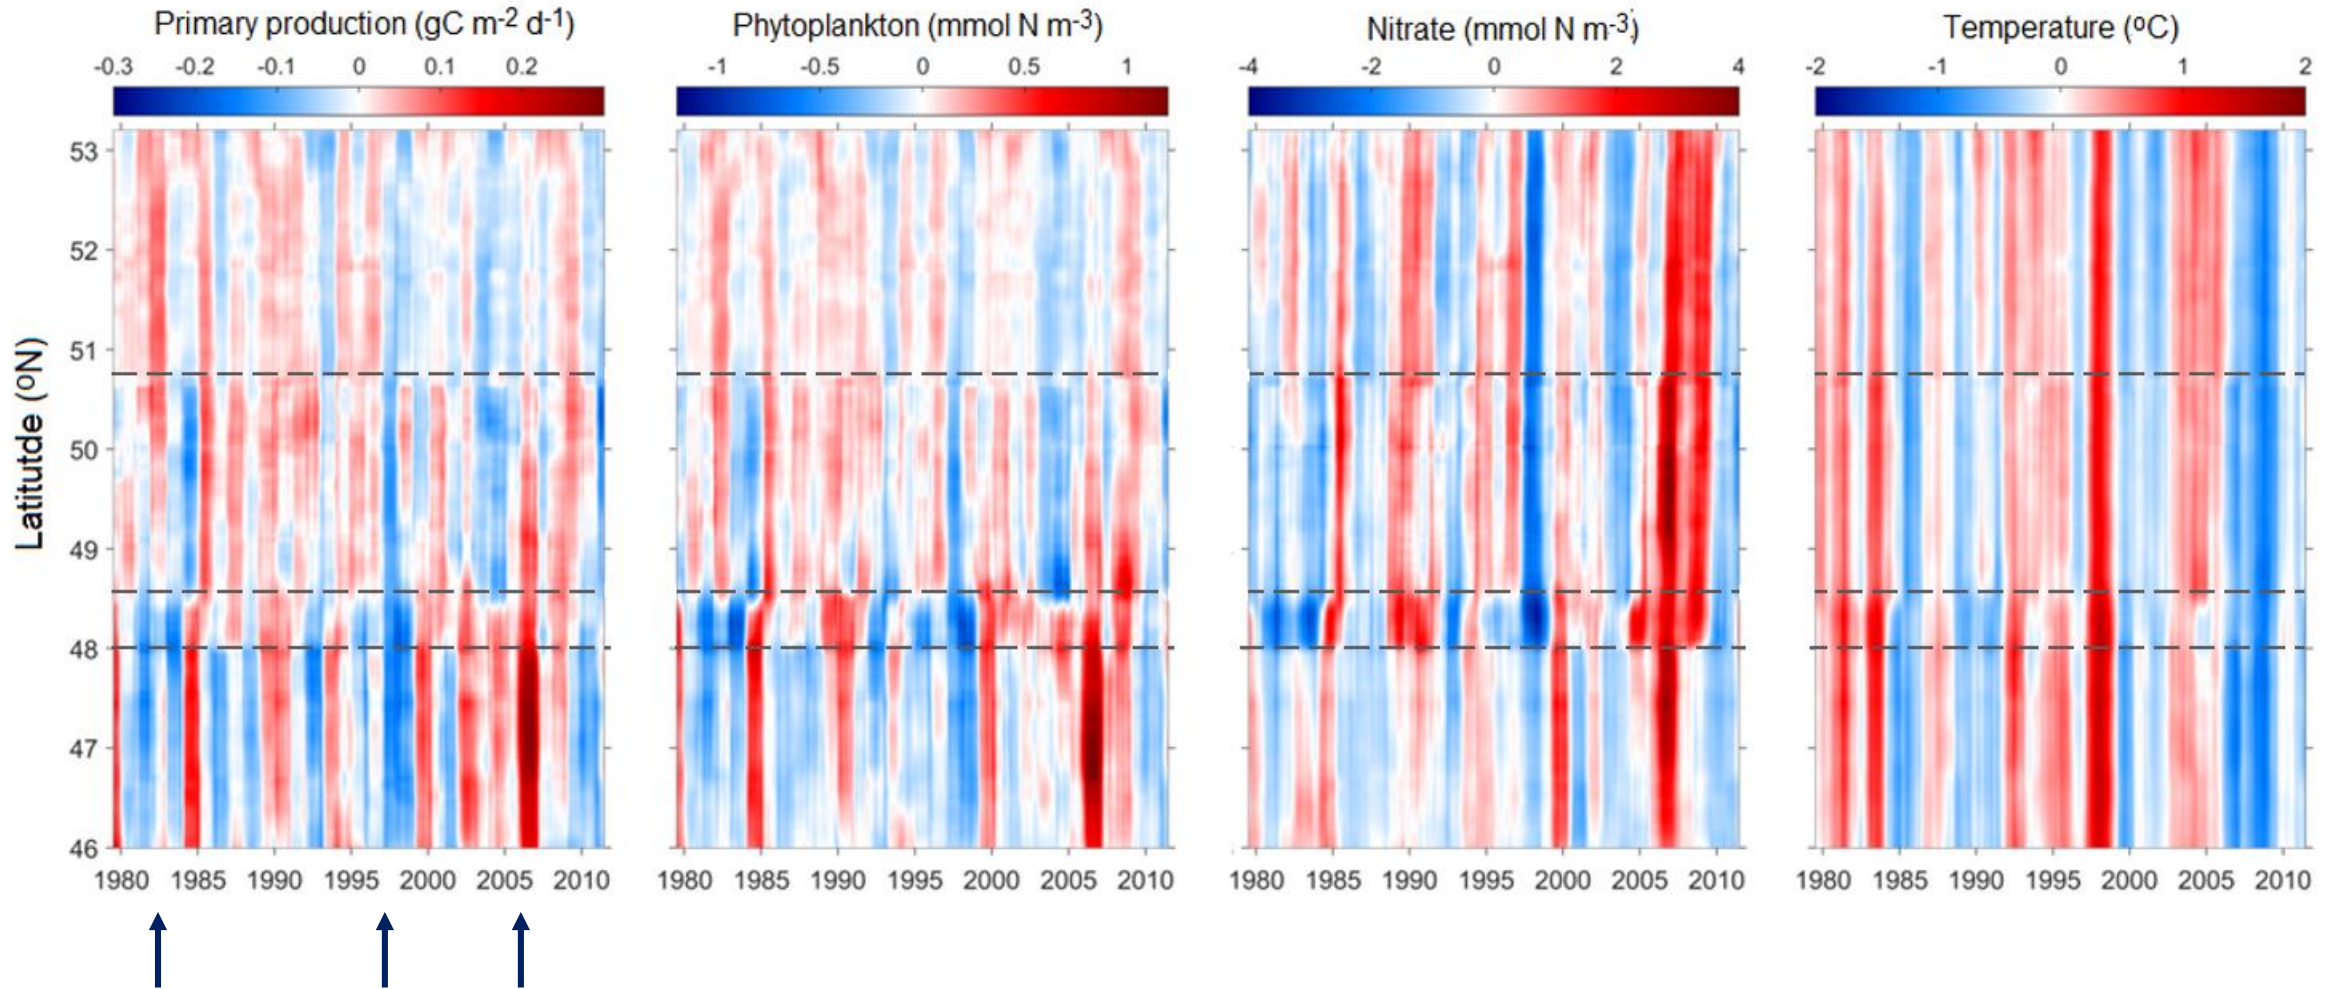 Primary production (gC m-2 d-1)
-0.3 -0.2 -0.1 0 0.1 0.2
Phytoplankton (mmol N m-3)
-1 -0.5 0 0.5 1
Nitrate (mmol N m-3)
-4 -2 0 2 4
Temperature (ºC)
-2 -1 0 1 2
Latitutde (ºN)
53
52
51
50
49
48
47
46
1980 1985 1990 1995 2000 2005 2010
1980 1985 1990 1995 2000 2005 2010
1980 1985 1990 1995 2000 2005 2010
1980 1985 1990 1995 2000 2005 2010